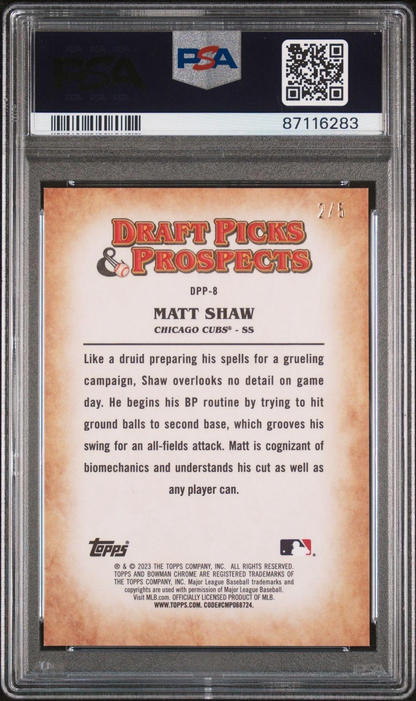 PSA
PSA
87116283
2/5
DRAFT PICKS
& PROSPECTS
DPP-8
MATT SHAW
CHICAGO CUBS® - SS
Like a druid preparing his spells for a grueling
campaign, Shaw overlooks no detail on game
day. He begins his BP routine by trying to hit
ground balls to second base, which grooves his
swing for an all-fields attack. Matt is cognizant of
biomechanics and understands his cut as well as
any player can.
Topps®
® & © 2023 THE TOPPS COMPANY, INC. ALL RIGHTS RESERVED.
TOPPS AND BOWMAN CHROME ARE REGISTERED TRADEMARKS OF
THE TOPPS COMPANY, INC. Major League Baseball trademarks and
copyrights are used with permission of Major League Baseball.
Visit MLB.com. OFFICIALLY LICENSED PRODUCT OF MLB.
WWW.TOPPS.COM. CODE#CMP088724.
PSA